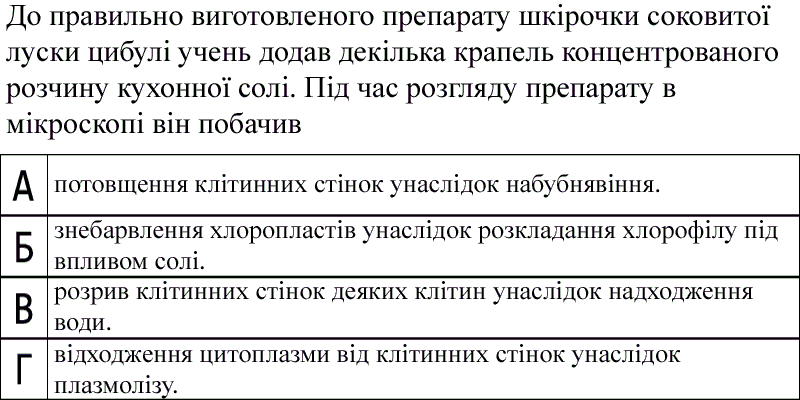 До правильно виготовленого препарату шкірочки соковитої
луски цибулі учень додав декілька крапель концентрованого
розчину кухонної солі. Під час розгляду препарату в
мікроскопі він побачив
А потовщення клітинних стінок унаслідок набубнявіння.
Б знебарвлення хлоропластів унаслідок розкладання хлорофілу під
впливом солі.
В розрив клітинних стінок деяких клітин унаслідок надходження
води.
Г відходження цитоплазми від клітинних стінок унаслідок
плазмолізу.